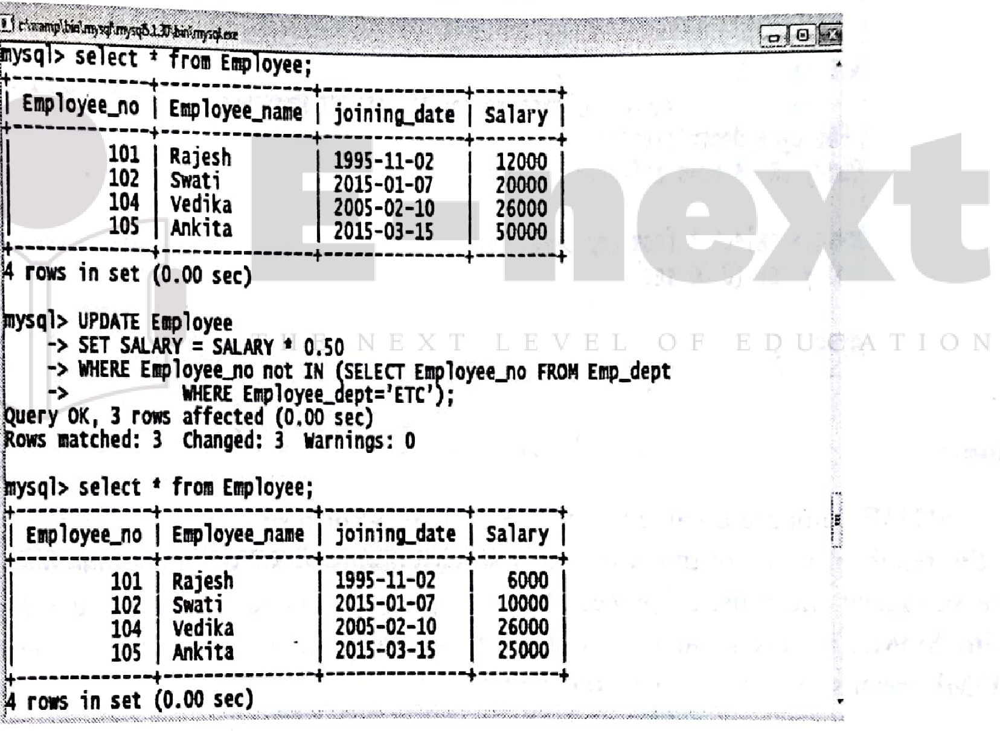 c:\wamp\bin\mysql\mysql5.1.30\bin\mysql.exe
mysql> select * from Employee;
+-------------+---------------+--------------+--------+
| Employee_no | Employee_name | joining_date | Salary |
+-------------+---------------+--------------+--------+
| 101 | Rajesh | 1995-11-02 | 12000 |
| 102 | Swati | 2015-01-07 | 20000 |
| 104 | Vedika | 2005-02-10 | 26000 |
| 105 | Ankita | 2015-03-15 | 50000 |
+-------------+---------------+--------------+--------+
4 rows in set (0.00 sec)
mysql> UPDATE Employee
-> SET SALARY = SALARY * 0.50
-> WHERE Employee_no not IN (SELECT Employee_no FROM Emp_dept
-> WHERE Employee_dept='ETC');
Query OK, 3 rows affected (0.00 sec)
Rows matched: 3 Changed: 3 Warnings: 0
mysql> select * from Employee;
+-------------+---------------+--------------+--------+
| Employee_no | Employee_name | joining_date | Salary |
+-------------+---------------+--------------+--------+
| 101 | Rajesh | 1995-11-02 | 6000 |
| 102 | Swati | 2015-01-07 | 10000 |
| 104 | Vedika | 2005-02-10 | 26000 |
| 105 | Ankita | 2015-03-15 | 25000 |
+-------------+---------------+--------------+--------+
4 rows in set (0.00 sec)
E-next
THE NEXT LEVEL OF EDUCATION